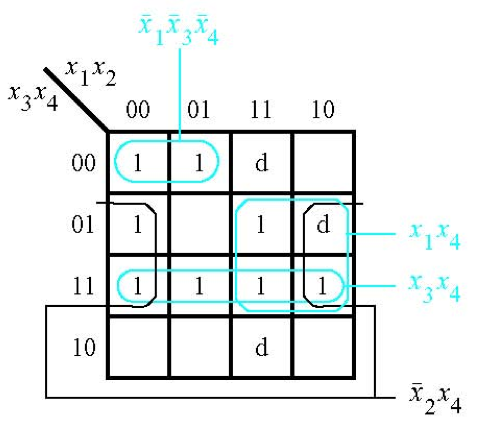 x̄₁x̄₃x̄₄
x₁x₂
x₃x₄
00 01 11 10
00 1 1 d
01 1 1 d
x₁x₄
11 1 1 1 1
x₃x₄
10 d
x̄₂x₄